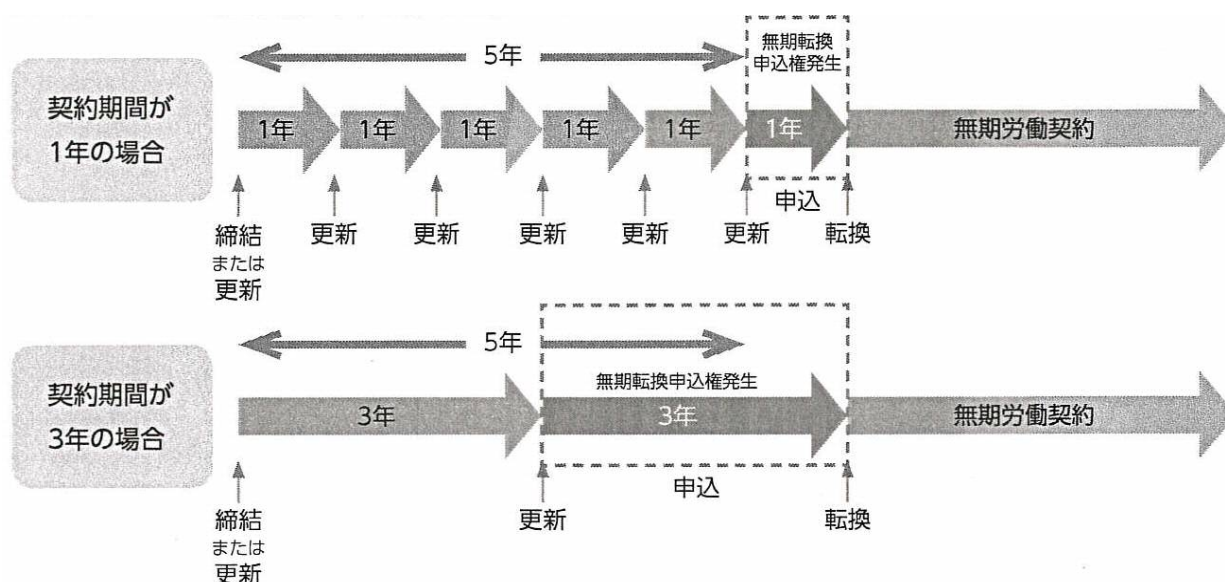 契約期間が
1年の場合
5年
無期転換
申込権発生
1年
1年
1年
1年
1年
1年
無期労働契約
申込
締結
または
更新
更新
更新
更新
更新
更新
転換
契約期間が
3年の場合
5年
無期転換申込権発生
3年
3年
無期労働契約
申込
締結
または
更新
更新
転換